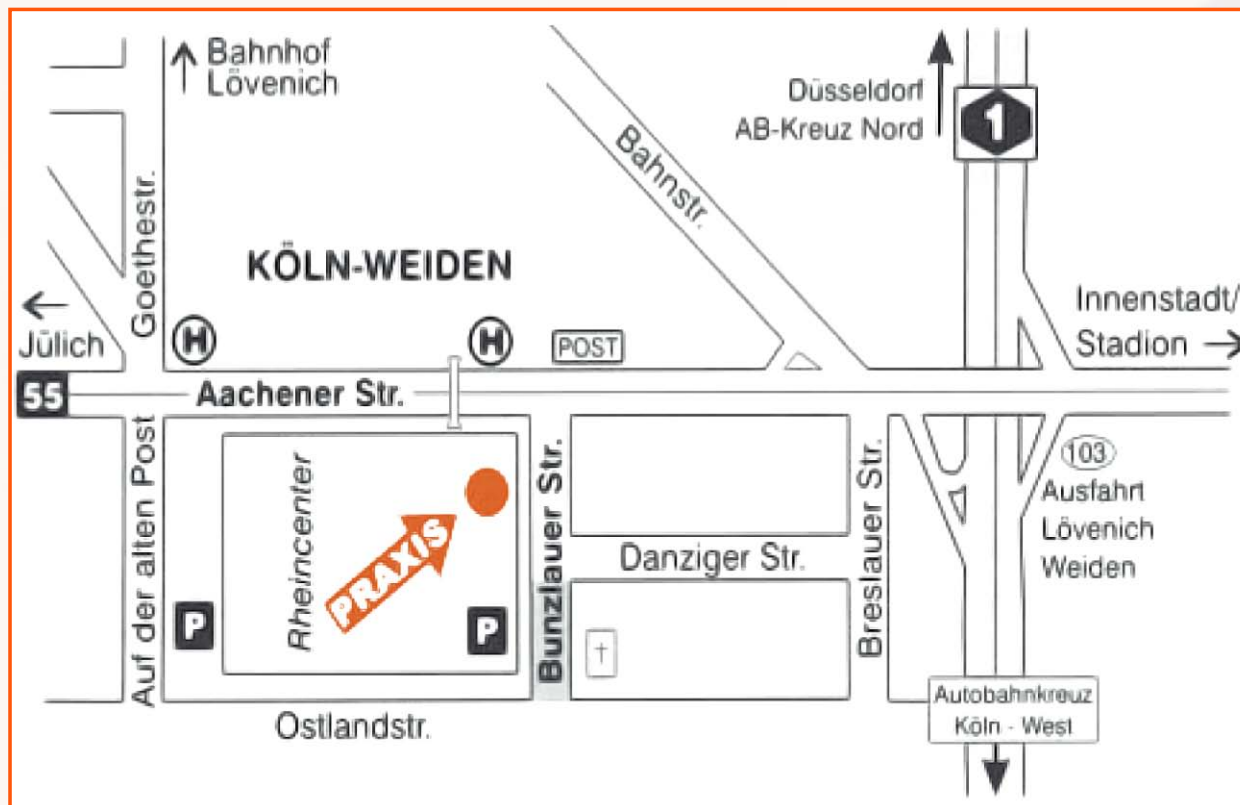 Bahnhof
Lövenich
Düsseldorf
AB-Kreuz Nord
1
Bahnstr.
Goethestr.
KÖLN-WEIDEN
Jülich
H
H
POST
Innenstadt/
Stadion
55
Aachener Str.
103
Ausfahrt
Lövenich
Weiden
Auf der alten Post
Rheincenter
PRAXIS
P
P
Bunzlauer Str.
Danziger Str.
Breslauer Str.
Ostlandstr.
Autobahnkreuz
Köln - West